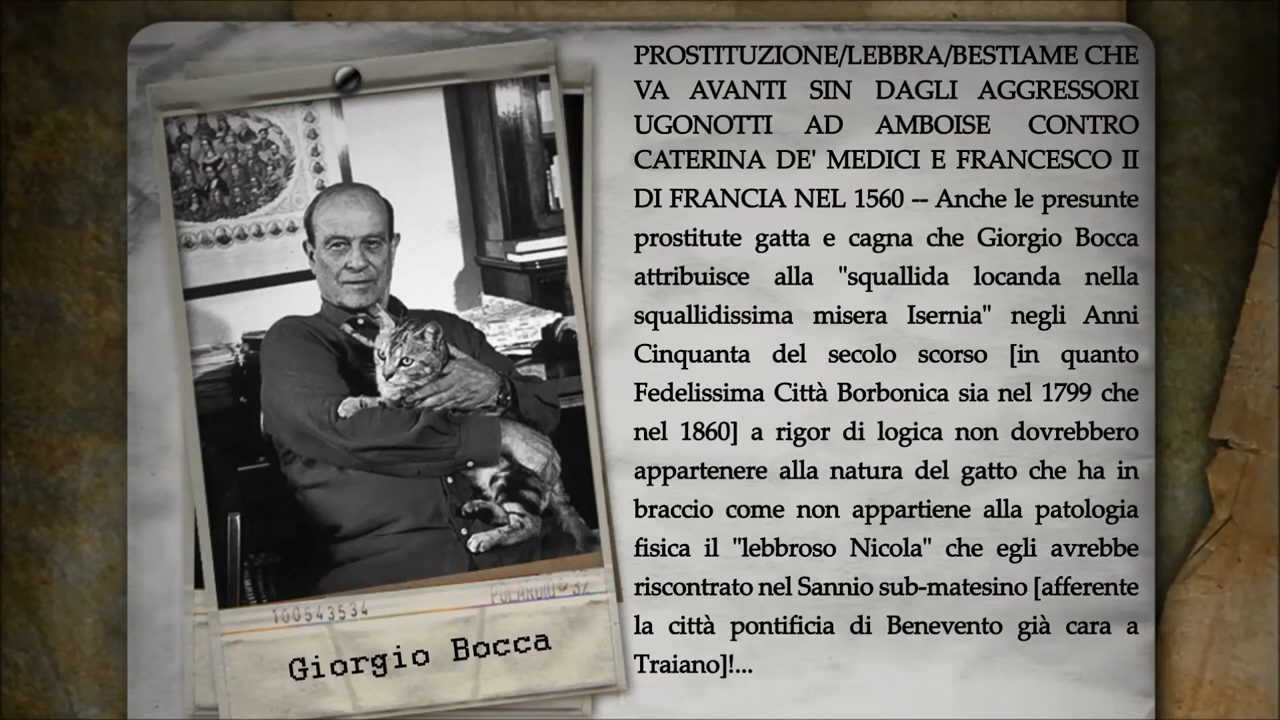 PROSTITUZIONE/LEBBRA/BESTIAME CHE
VA AVANTI SIN DAGLI AGGRESSORI
UGONOTTI AD AMBOISE CONTRO
CATERINA DE' MEDICI E FRANCESCO II
DI FRANCIA NEL 1560 -- Anche le presunte
prostitute gatta e cagna che Giorgio Bocca
attribuisce alla "squallida locanda nella
squallidissima misera Isernia" negli Anni
Cinquanta del secolo scorso [in quanto
Fedelissima Città Borbonica sia nel 1799 che
nel 1860] a rigor di logica non dovrebbero
appartenere alla natura del gatto che ha in
braccio come non appartiene alla patologia
fisica il "lebbroso Nicola" che egli avrebbe
riscontrato nel Sannio sub-matesino [afferente
la città pontificia di Benevento già cara a
Traiano]!...
100543534
Giorgio Bocca